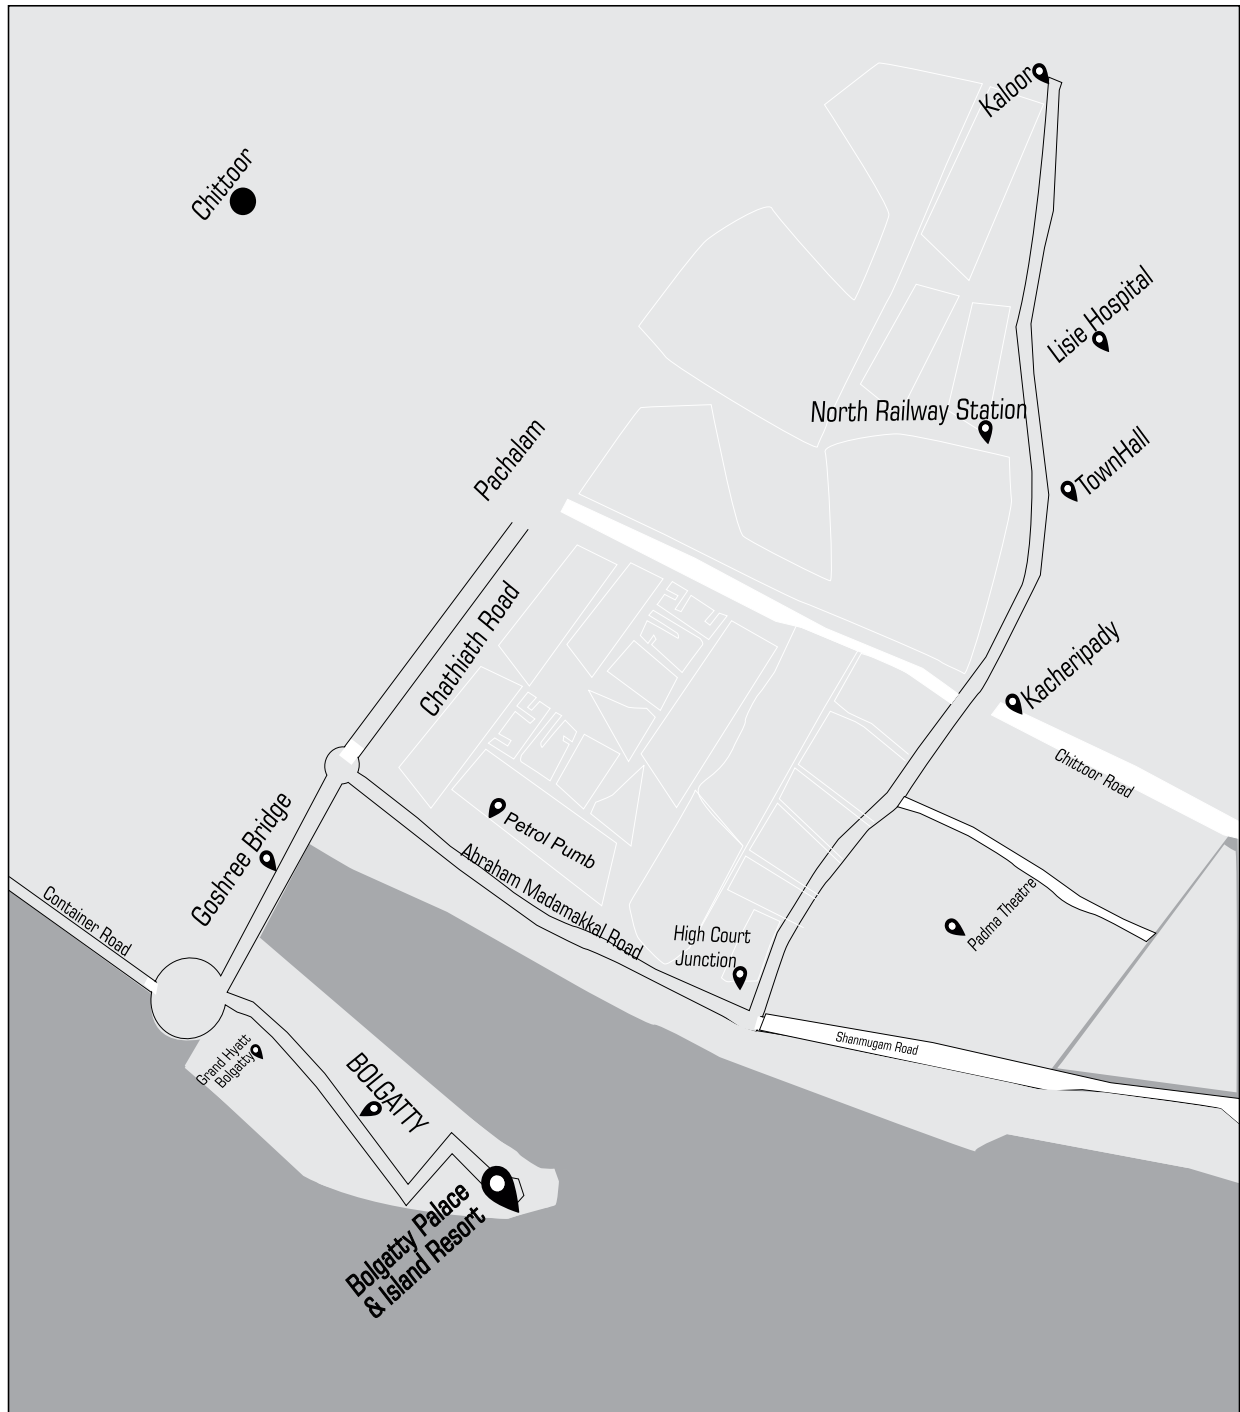 Kaloor
Chittoor
Lisie Hospital
North Railway Station
TownHall
Pachalam
Chathiath Road
Kacheripady
Chittoor Road
Goshree Bridge
Petrol Pumb
Abraham Madamakkal Road
Container Road
Padma Theatre
High Court
Junction
Shanmugam Road
Grand Hyatt
Bolgatty
BOLGATTY
Bolgatty Palace
& Island Resort